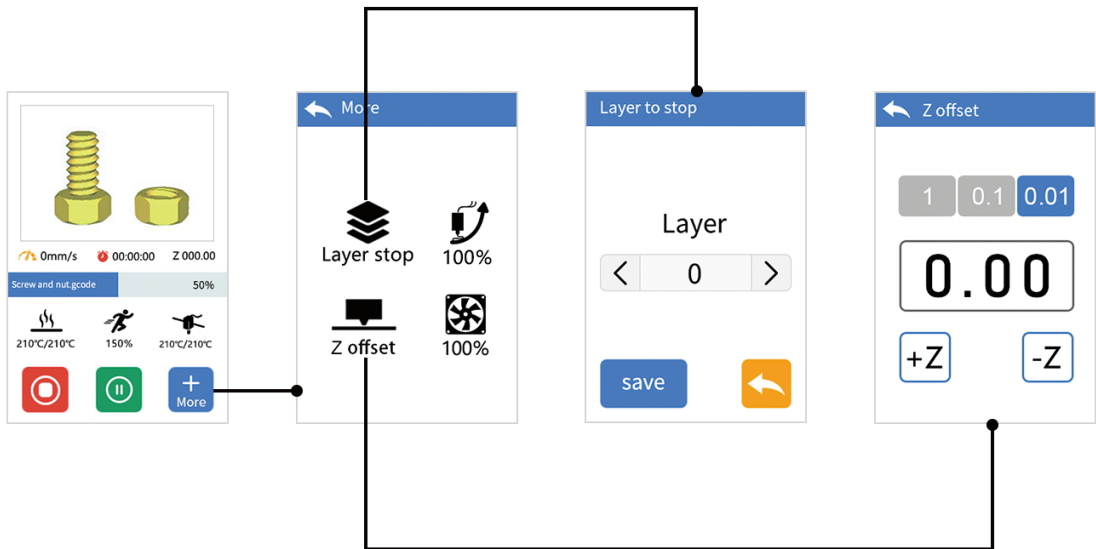 0mm/s 00:00:00 Z 000.00
Screw and nut.gcode 50%
210℃/210℃ 150% 210℃/210℃
More
More
Layer stop 100%
Z offset 100%
Layer to stop
Layer
0
save
Z offset
1 0.1 0.01
0.00
+Z -Z